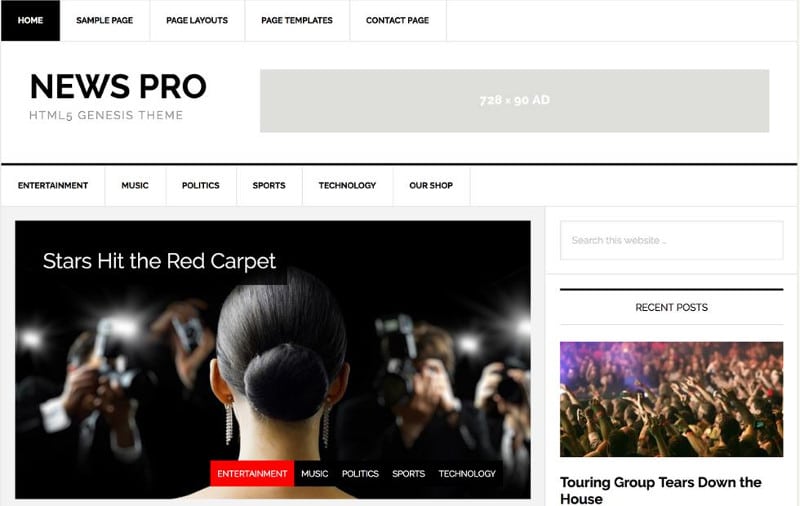 HOME SAMPLE PAGE PAGE LAYOUTS PAGE TEMPLATES CONTACT PAGE
NEWS PRO
HTML5 GENESIS THEME
728 × 90 AD
ENTERTAINMENT MUSIC POLITICS SPORTS TECHNOLOGY OUR SHOP
Stars Hit the Red Carpet
ENTERTAINMENT MUSIC POLITICS SPORTS TECHNOLOGY
Search this website ...
RECENT POSTS
Touring Group Tears Down the
House